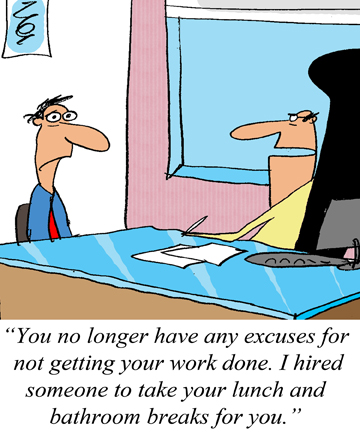 “You no longer have any excuses for
not getting your work done. I hired
someone to take your lunch and
bathroom breaks for you.”